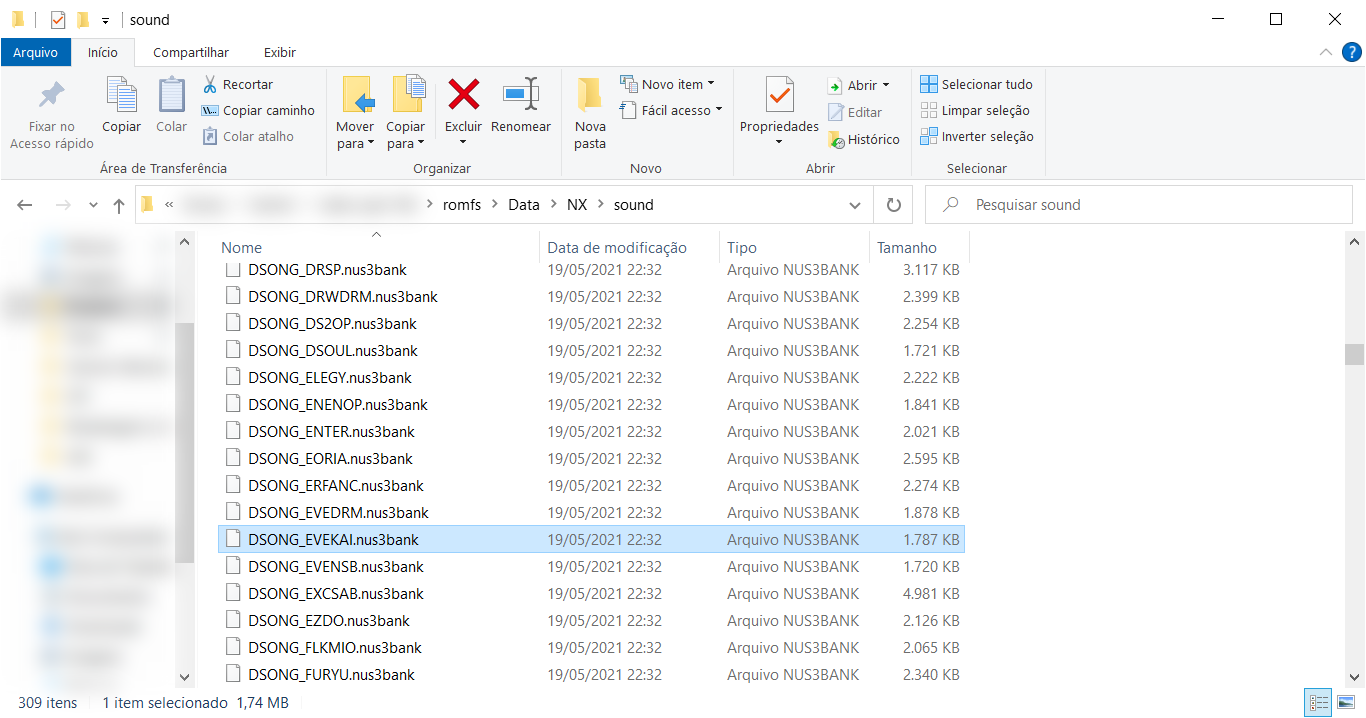 sound
Arquivo Início Compartilhar Exibir ?
Fixar no Acesso rápido
Copiar
Colar
Recortar
Copiar caminho
Colar atalho
Área de Transferência
Mover para
Copiar para
Excluir
Renomear
Organizar
Nova pasta
Novo item
Fácil acesso
Novo
Propriedades
Abrir
Editar
Histórico
Abrir
Selecionar tudo
Limpar seleção
Inverter seleção
Selecionar
« romfs > Data > NX > sound
Pesquisar sound
Nome Data de modificação Tipo Tamanho
DSONG_DRSP.nus3bank 19/05/2021 22:32 Arquivo NUS3BANK 3.117 KB
DSONG_DRWDRM.nus3bank 19/05/2021 22:32 Arquivo NUS3BANK 2.399 KB
DSONG_DS2OP.nus3bank 19/05/2021 22:32 Arquivo NUS3BANK 2.254 KB
DSONG_DSOUL.nus3bank 19/05/2021 22:32 Arquivo NUS3BANK 1.721 KB
DSONG_ELEGY.nus3bank 19/05/2021 22:32 Arquivo NUS3BANK 2.222 KB
DSONG_ENENOP.nus3bank 19/05/2021 22:32 Arquivo NUS3BANK 1.841 KB
DSONG_ENTER.nus3bank 19/05/2021 22:32 Arquivo NUS3BANK 2.021 KB
DSONG_EORIA.nus3bank 19/05/2021 22:32 Arquivo NUS3BANK 2.595 KB
DSONG_ERFANC.nus3bank 19/05/2021 22:32 Arquivo NUS3BANK 2.274 KB
DSONG_EVEDRM.nus3bank 19/05/2021 22:32 Arquivo NUS3BANK 1.878 KB
DSONG_EVEKAI.nus3bank 19/05/2021 22:32 Arquivo NUS3BANK 1.787 KB
DSONG_EVENSB.nus3bank 19/05/2021 22:32 Arquivo NUS3BANK 1.720 KB
DSONG_EXCSAB.nus3bank 19/05/2021 22:32 Arquivo NUS3BANK 4.981 KB
DSONG_EZDO.nus3bank 19/05/2021 22:32 Arquivo NUS3BANK 2.126 KB
DSONG_FLKMIO.nus3bank 19/05/2021 22:32 Arquivo NUS3BANK 2.065 KB
DSONG_FURYU.nus3bank 19/05/2021 22:32 Arquivo NUS3BANK 2.340 KB
309 itens 1 item selecionado 1,74 MB